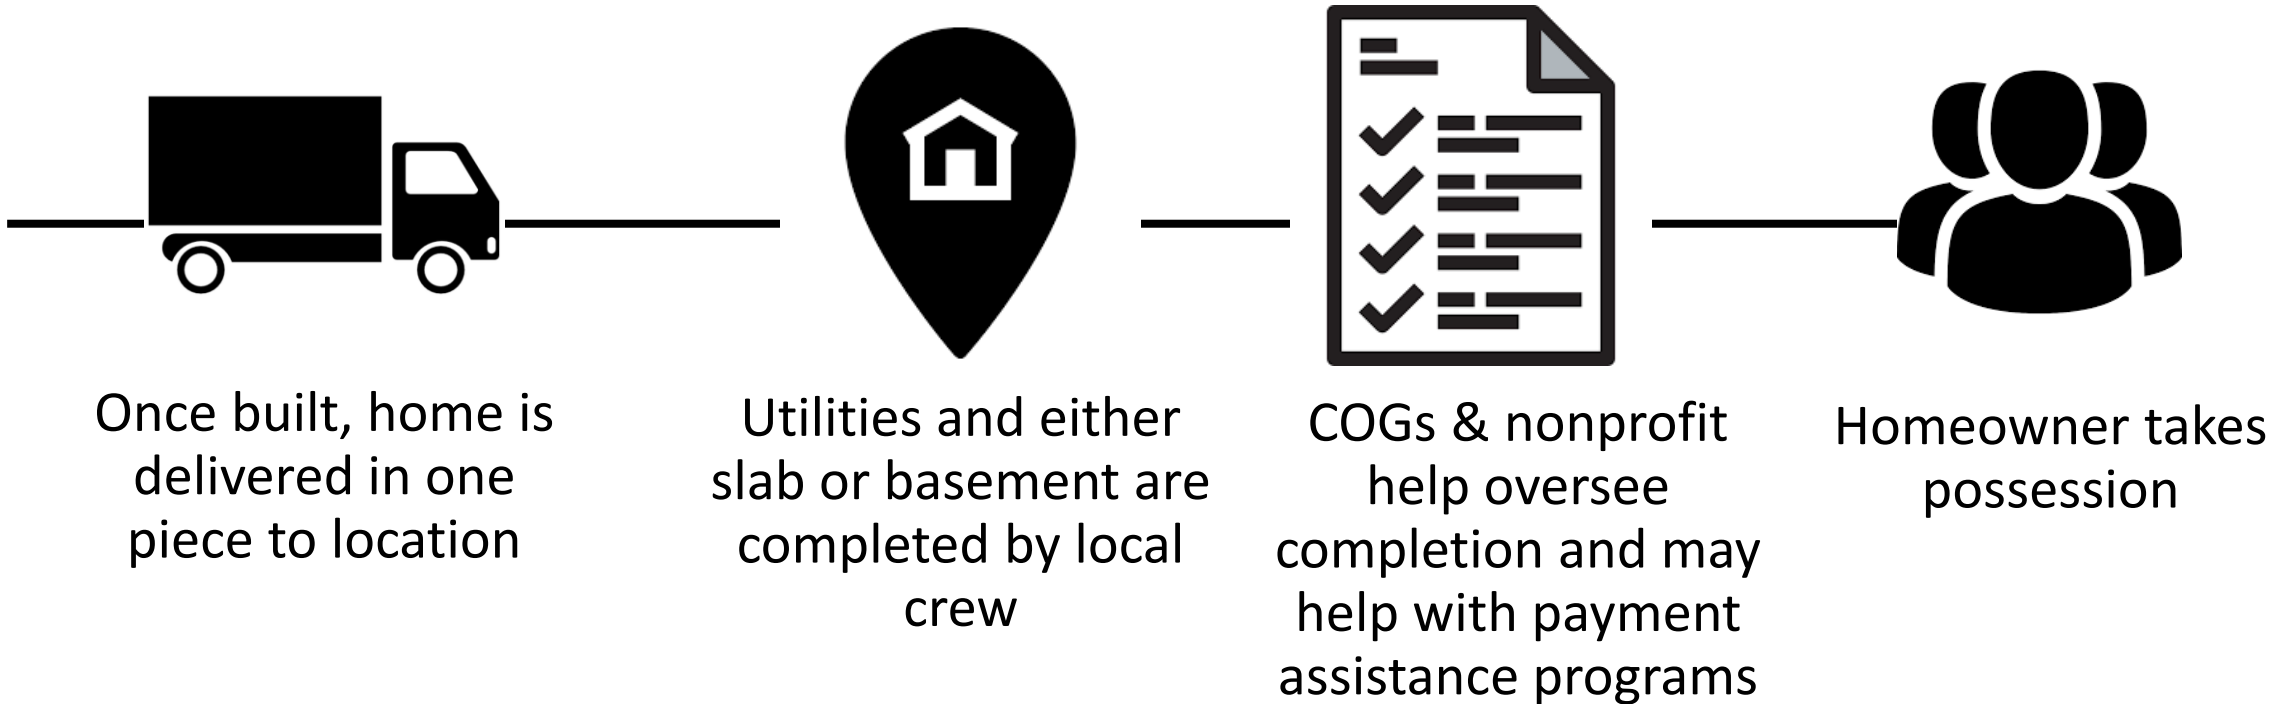 Once built, home is
delivered in one
piece to location
Utilities and either
slab or basement are
completed by local
crew
COGs & nonprofit
help oversee
completion and may
help with payment
assistance programs
Homeowner takes
possession